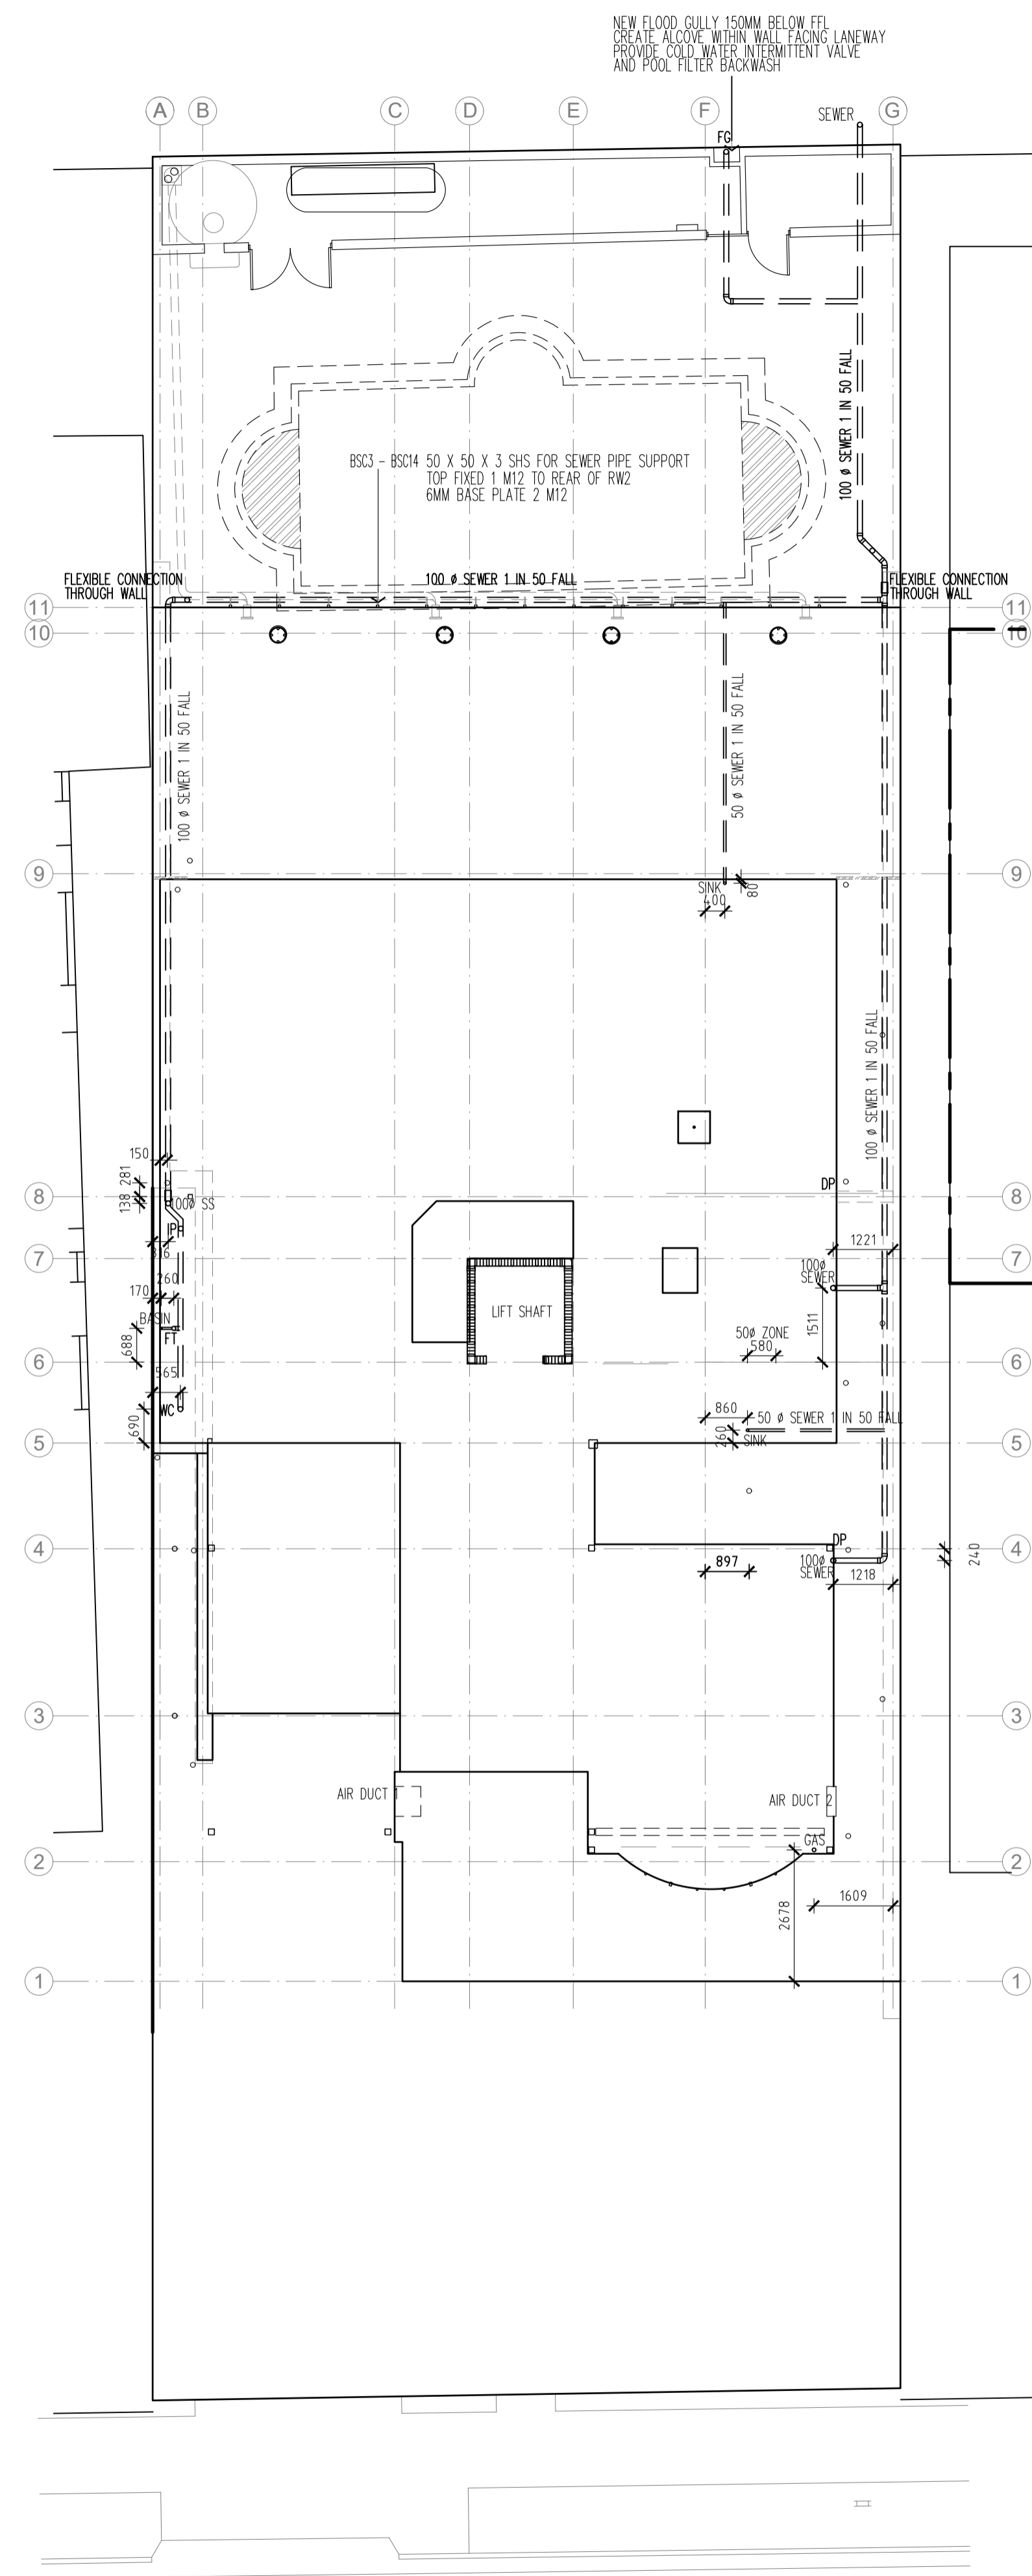 NEW FLOOD GULLY 150MM BELOW FFL
CREATE ALCOVE WITHIN WALL FACING LANEWAY
PROVIDE COLD WATER INTERMITTENT VALVE
AND POOL FILTER BACKWASH
A B C D E F G
SEWER
FG
100 Ø SEWER 1 IN 50 FALL
BSC3 - BSC14 50 X 50 X 3 SHS FOR SEWER PIPE SUPPORT
TOP FIXED 1 M12 TO REAR OF RW2
6MM BASE PLATE 2 M12
FLEXIBLE CONNECTION
THROUGH WALL
100 Ø SEWER 1 IN 50 FALL
FLEXIBLE CONNECTION
THROUGH WALL
11 11
10 10
100 Ø SEWER 1 IN 50 FALL
50 Ø SEWER 1 IN 50 FALL
9 9
SINK
400
80
100 Ø SEWER 1 IN 50 FALL
150
281
138
8 8
100Ø SS
DP
IP
316
1221
7 7
260
170
100Ø
SEWER
BASIN
FT
LIFT SHAFT
1511
688
50Ø ZONE
580
6 6
565
WC
690
860
50 Ø SEWER 1 IN 50 FALL
260
SINK
5 5
DP
4 4
240
897
100Ø
SEWER
1218
3 3
AIR DUCT 1
AIR DUCT 2
GAS
2 2
1609
2678
1 1